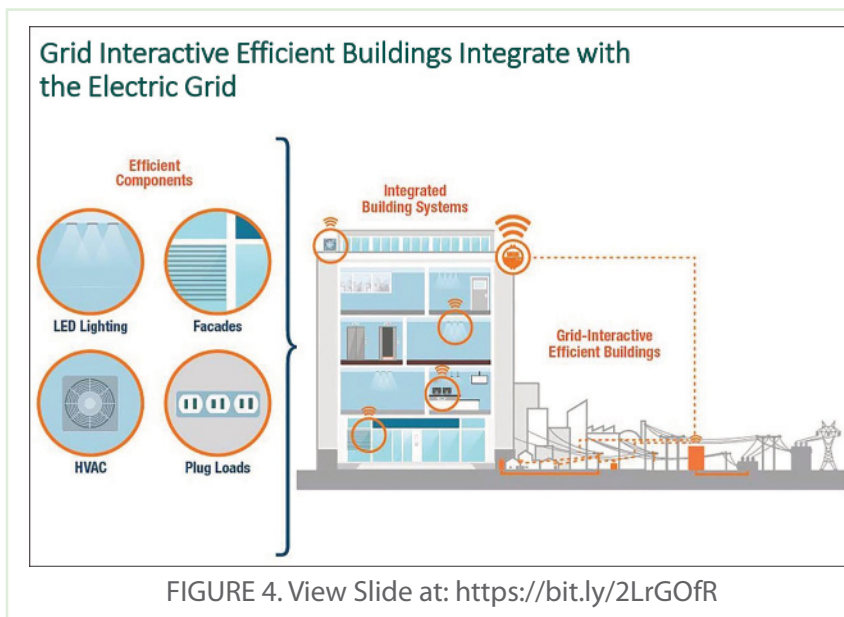 Grid Interactive Efficient Buildings Integrate with
the Electric Grid
Efficient
Components
LED Lighting
Facades
HVAC
Plug Loads
Integrated
Building Systems
Grid-Interactive
Efficient Buildings
FIGURE 4. View Slide at: https://bit.ly/2LrGOfR